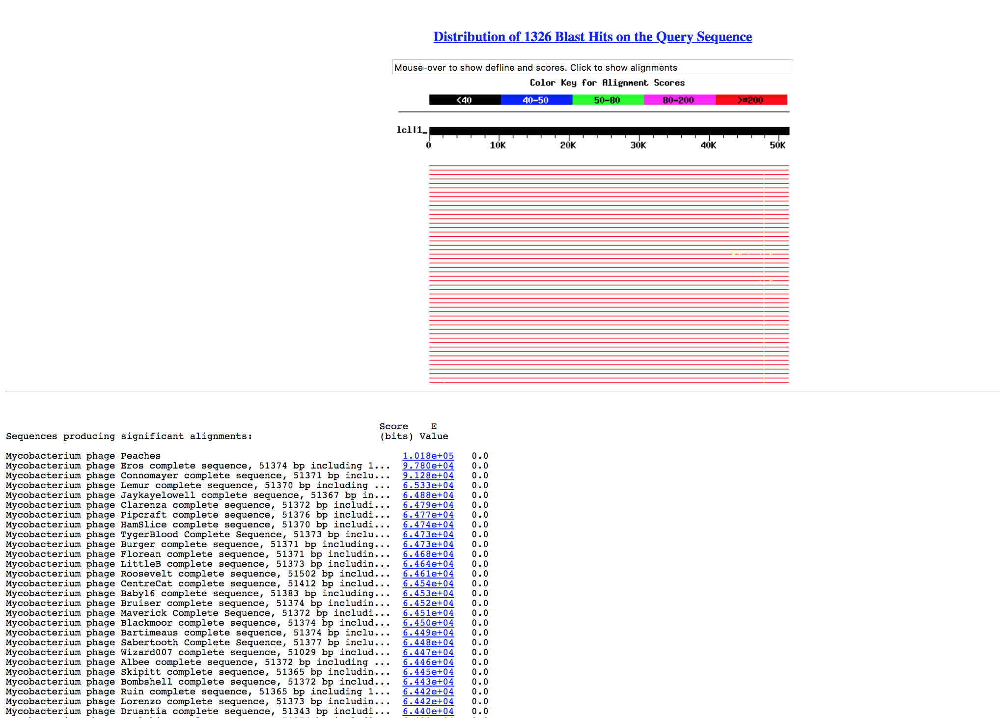 Distribution of 1326 Blast Hits on the Query Sequence
Mouse-over to show defline and scores. Click to show alignments
Color Key for Alignment Scores
<40 40-50 50-80 80-200 >=200
lcl|1_
0 10K 20K 30K 40K 50K
Score E
Sequences producing significant alignments: (bits) Value
Mycobacterium phage Peaches 1.018e+05 0.0
Mycobacterium phage Eros complete sequence, 51374 bp including 1... 9.780e+04 0.0
Mycobacterium phage Connomayer complete sequence, 51371 bp inclu... 9.128e+04 0.0
Mycobacterium phage Lemur complete sequence, 51370 bp including ... 6.533e+04 0.0
Mycobacterium phage Jaykayelowell complete sequence, 51367 bp in... 6.488e+04 0.0
Mycobacterium phage Clarenza complete sequence, 51372 bp includi... 6.479e+04 0.0
Mycobacterium phage Pipcraft complete sequence, 51376 bp includi... 6.477e+04 0.0
Mycobacterium phage HamSlice complete sequence, 51370 bp includi... 6.474e+04 0.0
Mycobacterium phage TygerBlood Complete Sequence, 51373 bp inclu... 6.473e+04 0.0
Mycobacterium phage Burger complete sequence, 51371 bp including... 6.473e+04 0.0
Mycobacterium phage Florean complete sequence, 51371 bp includin... 6.468e+04 0.0
Mycobacterium phage LittleB complete sequence, 51373 bp includin... 6.464e+04 0.0
Mycobacterium phage Roosevelt complete sequence, 51502 bp includ... 6.461e+04 0.0
Mycobacterium phage CentreCat complete sequence, 51412 bp includ... 6.454e+04 0.0
Mycobacterium phage Baby16 complete sequence, 51383 bp including... 6.453e+04 0.0
Mycobacterium phage Bruiser complete sequence, 51374 bp includin... 6.452e+04 0.0
Mycobacterium phage Maverick Complete Sequence, 51372 bp includi... 6.451e+04 0.0
Mycobacterium phage Blackmoor complete sequence, 51374 bp includ... 6.450e+04 0.0
Mycobacterium phage Bartimeaus complete sequence, 51374 bp inclu... 6.449e+04 0.0
Mycobacterium phage Sabertooth Complete Sequence, 51377 bp inclu... 6.448e+04 0.0
Mycobacterium phage Wizard007 complete sequence, 51029 bp includ... 6.447e+04 0.0
Mycobacterium phage Albee complete sequence, 51372 bp including ... 6.446e+04 0.0
Mycobacterium phage Skipitt complete sequence, 51365 bp includin... 6.445e+04 0.0
Mycobacterium phage Bombshell complete sequence, 51372 bp includ... 6.443e+04 0.0
Mycobacterium phage Ruin complete sequence, 51365 bp including 1... 6.442e+04 0.0
Mycobacterium phage Lorenzo complete sequence, 51373 bp includin... 6.442e+04 0.0
Mycobacterium phage Druantia complete sequence, 51343 bp includi... 6.440e+04 0.0